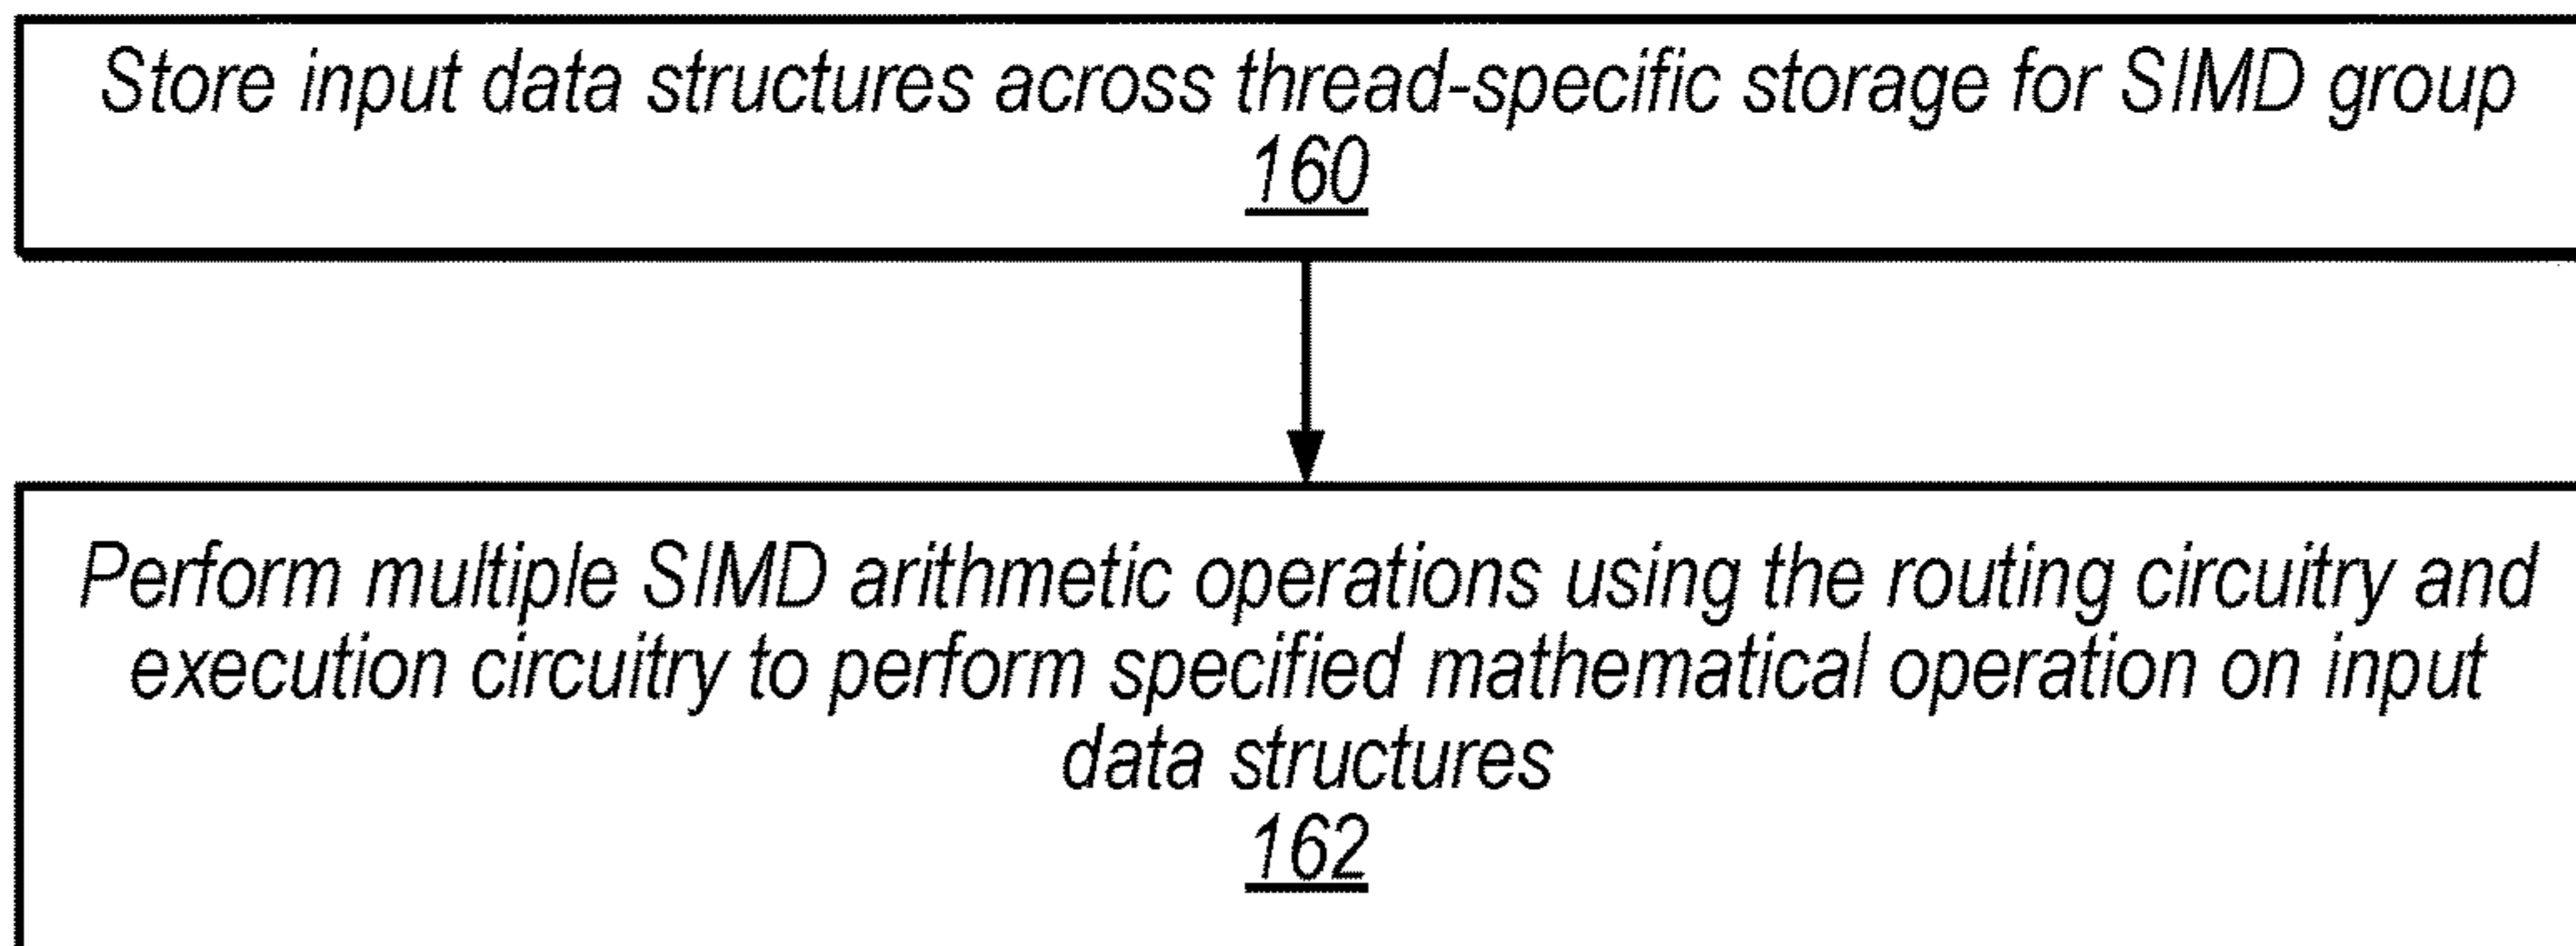 Store input data structures across thread-specific storage for SIMD group
160
Perform multiple SIMD arithmetic operations using the routing circuitry and
execution circuitry to perform specified mathematical operation on input
data structures
162